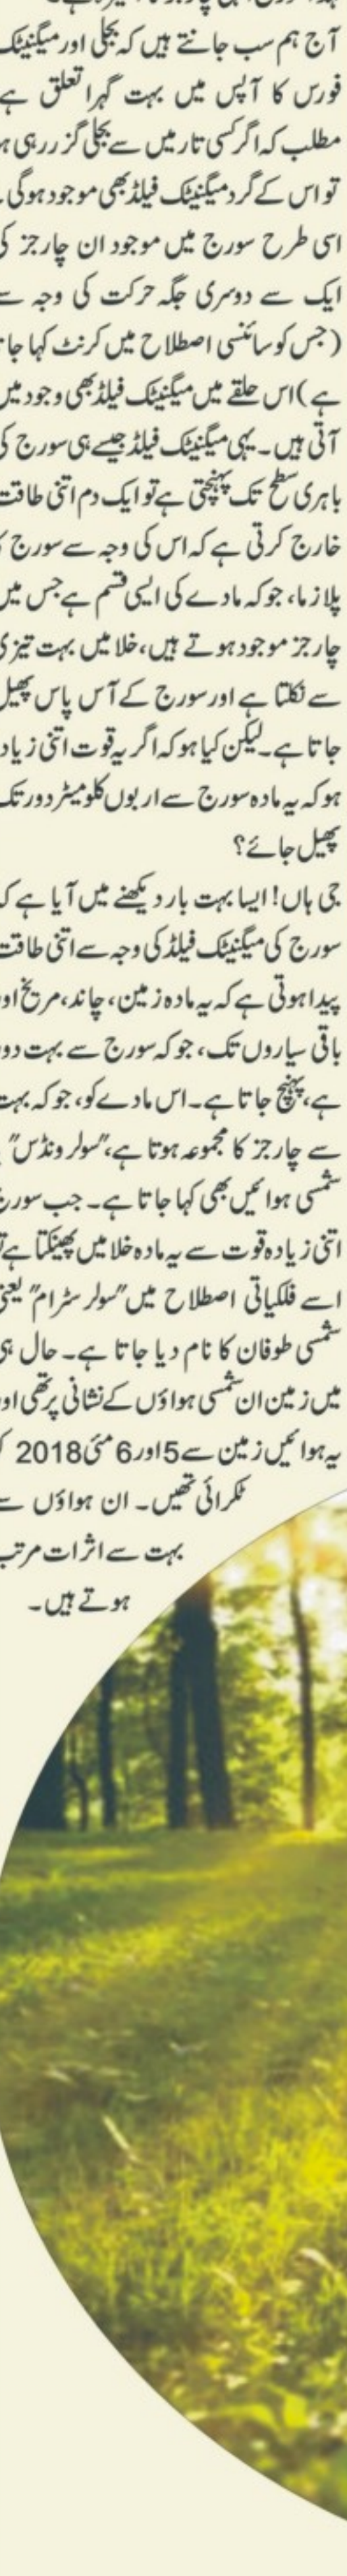 آج ہم سب جانتے ہیں کہ بجلی اور میگنیٹک
فورس کا آپس میں بہت گہرا تعلق ہے
مطلب کہ اگر کسی تار میں سے بجلی گزر رہی ہو
تو اس کے گرد میگنیٹک فیلڈ بھی موجود ہوگی۔
اسی طرح سورج میں موجود ان چارجز کی
ایک سے دوسری جگہ حرکت کی وجہ سے
(جس کو سائنسی اصطلاح میں کرنٹ کہا جاتا
ہے) اس حلقے میں میگنیٹک فیلڈ بھی وجود میں
آتی ہیں۔ یہی میگنیٹک فیلڈ جیسے ہی سورج کی
باہری سطح تک پہنچتی ہے تو ایک دم اتنی طاقت
خارج کرتی ہے کہ اس کی وجہ سے سورج کا
پلازما، جو کہ مادے کی ایسی قسم ہے جس میں
چارجز موجود ہوتے ہیں، خلا میں بہت تیزی
سے نکلتا ہے اور سورج کے آس پاس پھیل
جاتا ہے۔ لیکن کیا ہو کہ اگر یہ قوت اتنی زیادہ
ہو کہ یہ مادہ سورج سے اربوں کلومیٹر دور تک
پھیل جائے؟
جی ہاں! ایسا بہت بار دیکھنے میں آیا ہے کہ
سورج کی میگنیٹک فیلڈ کی وجہ سے اتنی طاقت
پیدا ہوتی ہے کہ یہ مادہ زمین، چاند، مریخ اور
باقی سیاروں تک، جو کہ سورج سے بہت دور
ہے، پہنچ جاتا ہے۔ اس مادے کو، جو کہ بہت
سے چارجز کا مجموعہ ہوتا ہے، ”سولر ونڈس“
شمسی ہوائیں بھی کہا جاتا ہے۔ جب سورج
اتنی زیادہ قوت سے یہ مادہ خلا میں پھینکتا ہے تو
اسے فلکیاتی اصطلاح میں ”سولر سٹرام“ یعنی
شمسی طوفان کا نام دیا جاتا ہے۔ حال ہی
میں زمین ان شمسی ہواؤں کے نشانی پر تھی اور
یہ ہوائیں زمین سے 5 اور 6 مئی 2018 کو
ٹکرائی تھیں۔ ان ہواؤں سے
بہت سے اثرات مرتب
ہوتے ہیں۔